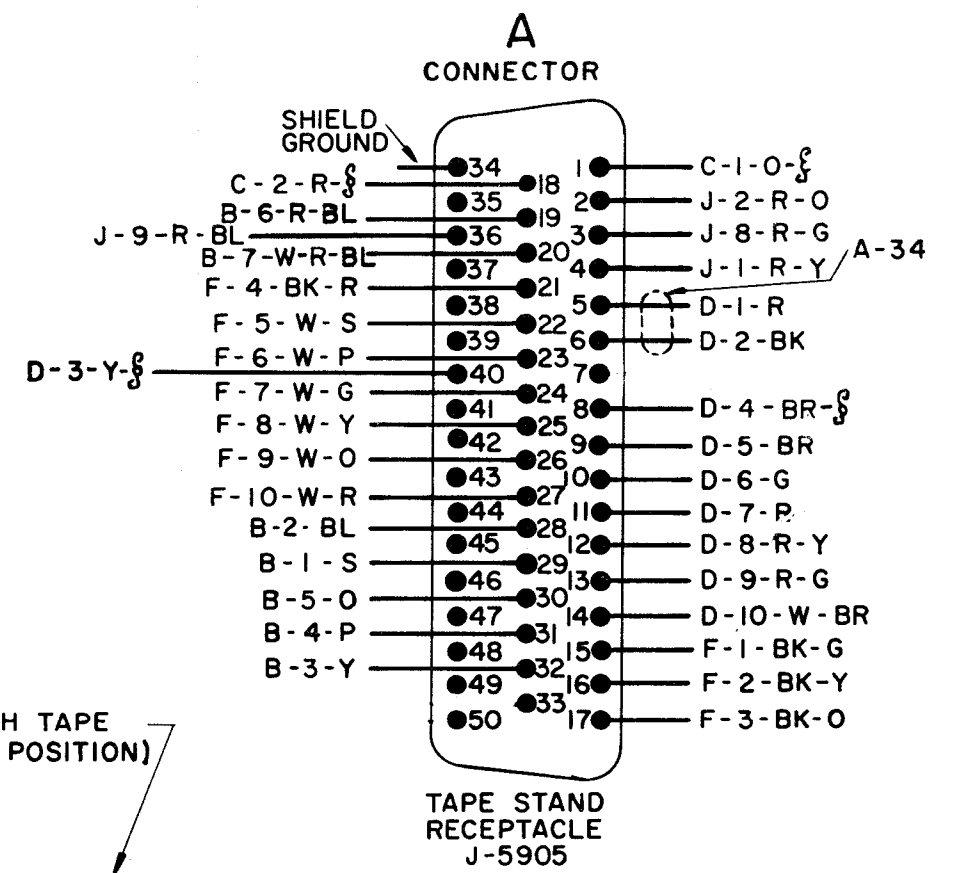 A
CONNECTOR
SHIELD
GROUND
34
1
C-1-O-§
C-2-R-§
18
35
2
J-2-R-O
B-6-R-BL
19
J-9-R-BL
36
3
J-8-R-G
B-7-W-R-BL
20
37
4
J-1-R-Y
A-34
F-4-BK-R
21
38
5
D-1-R
F-5-W-S
22
39
6
D-2-BK
F-6-W-P
23
D-3-Y-§
40
7
F-7-W-G
24
41
8
D-4-BR-§
F-8-W-Y
25
42
9
D-5-BR
F-9-W-O
26
43
10
D-6-G
F-10-W-R
27
44
11
D-7-P
B-2-BL
28
45
12
D-8-R-Y
B-1-S
29
46
13
D-9-R-G
B-5-O
30
47
14
D-10-W-BR
B-4-P
31
48
15
F-1-BK-G
B-3-Y
32
49
16
F-2-BK-Y
33
50
17
F-3-BK-O
H TAPE
POSITION)
TAPE STAND
RECEPTACLE
J-5905